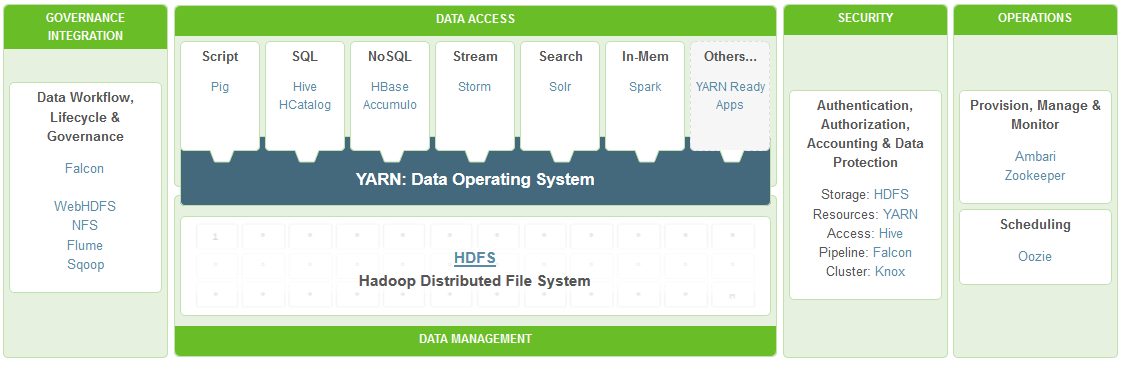 GOVERNANCE
INTEGRATION
Data Workflow,
Lifecycle &
Governance
Falcon
WebHDFS
NFS
Flume
Sqoop
DATA ACCESS
Script
Pig
SQL
Hive
HCatalog
NoSQL
HBase
Accumulo
Stream
Storm
Search
Solr
In-Mem
Spark
Others...
YARN Ready
Apps
YARN: Data Operating System
HDFS
Hadoop Distributed File System
DATA MANAGEMENT
SECURITY
Authentication,
Authorization,
Accounting & Data
Protection
Storage: HDFS
Resources: YARN
Access: Hive
Pipeline: Falcon
Cluster: Knox
OPERATIONS
Provision, Manage &
Monitor
Ambari
Zookeeper
Scheduling
Oozie